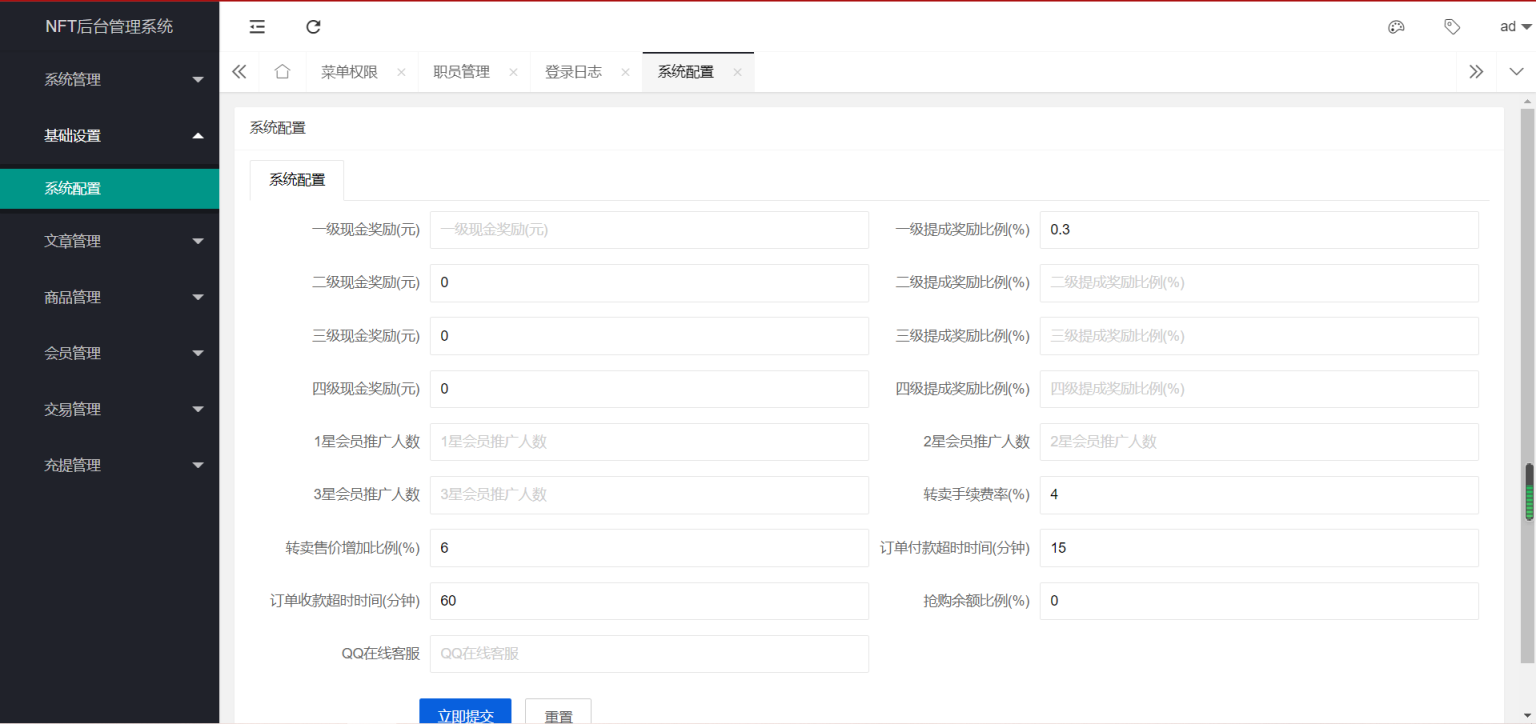 NFT后台管理系统
ad
菜单权限
职员管理
登录日志
系统配置
系统管理
基础设置
系统配置
文章管理
商品管理
会员管理
交易管理
充提管理
系统配置
系统配置
一级现金奖励(元) 一级现金奖励(元) 一级提成奖励比例(%) 0.3
二级现金奖励(元) 0 二级提成奖励比例(%) 二级提成奖励比例(%)
三级现金奖励(元) 0 三级提成奖励比例(%) 三级提成奖励比例(%)
四级现金奖励(元) 0 四级提成奖励比例(%) 四级提成奖励比例(%)
1星会员推广人数 1星会员推广人数 2星会员推广人数 2星会员推广人数
3星会员推广人数 3星会员推广人数 转卖手续费率(%) 4
转卖售价增加比例(%) 6 订单付款超时时间(分钟) 15
订单收款超时时间(分钟) 60 抢购余额比例(%) 0
QQ在线客服 QQ在线客服
立即提交 重置